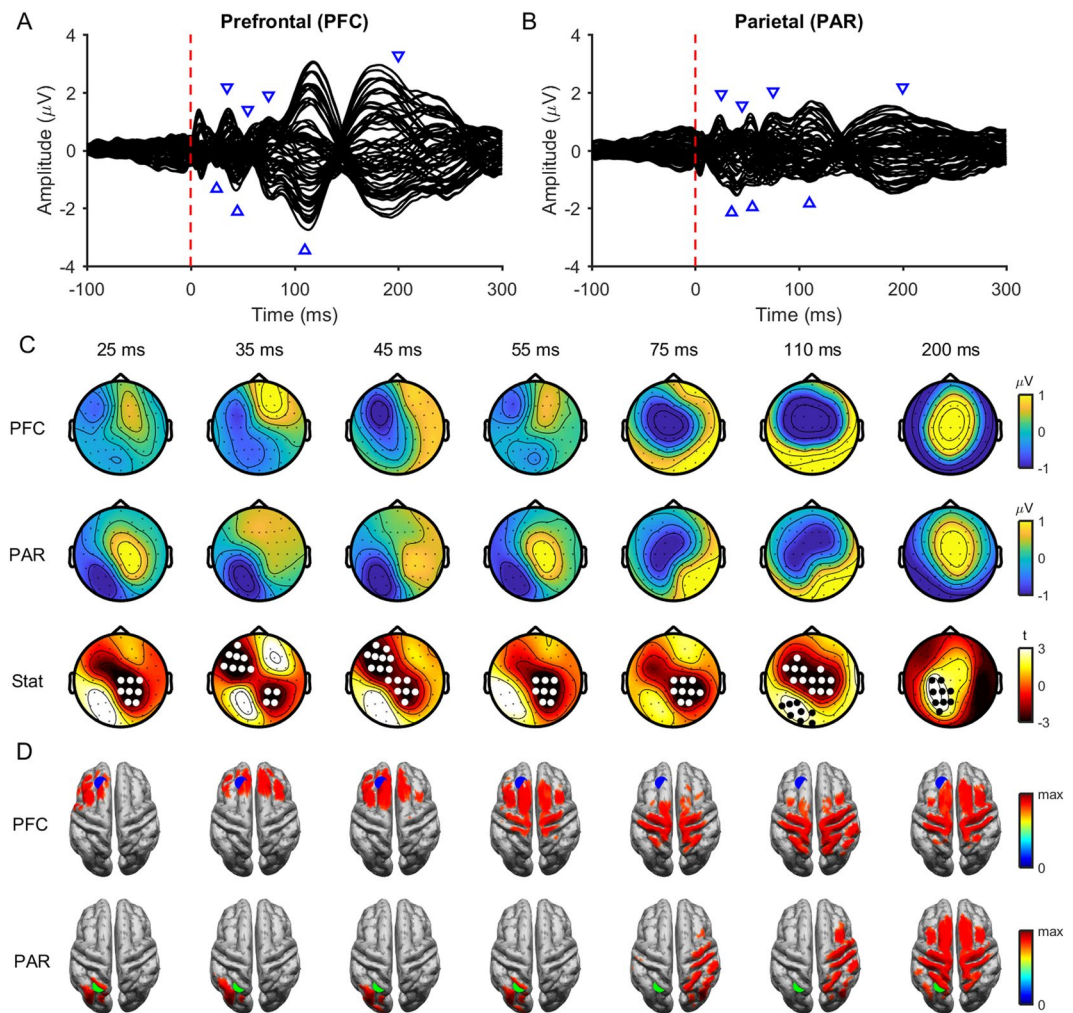 A
Prefrontal (PFC)
4
2
0
-2
-4
Amplitude (μV)
-100
0
100
200
300
Time (ms)
B
Parietal (PAR)
4
2
0
-2
-4
Amplitude (μV)
-100
0
100
200
300
Time (ms)
C
25 ms
35 ms
45 ms
55 ms
75 ms
110 ms
200 ms
PFC
μV
1
0
-1
PAR
μV
1
0
-1
Stat
t
3
0
-3
D
PFC
max
0
PAR
max
0